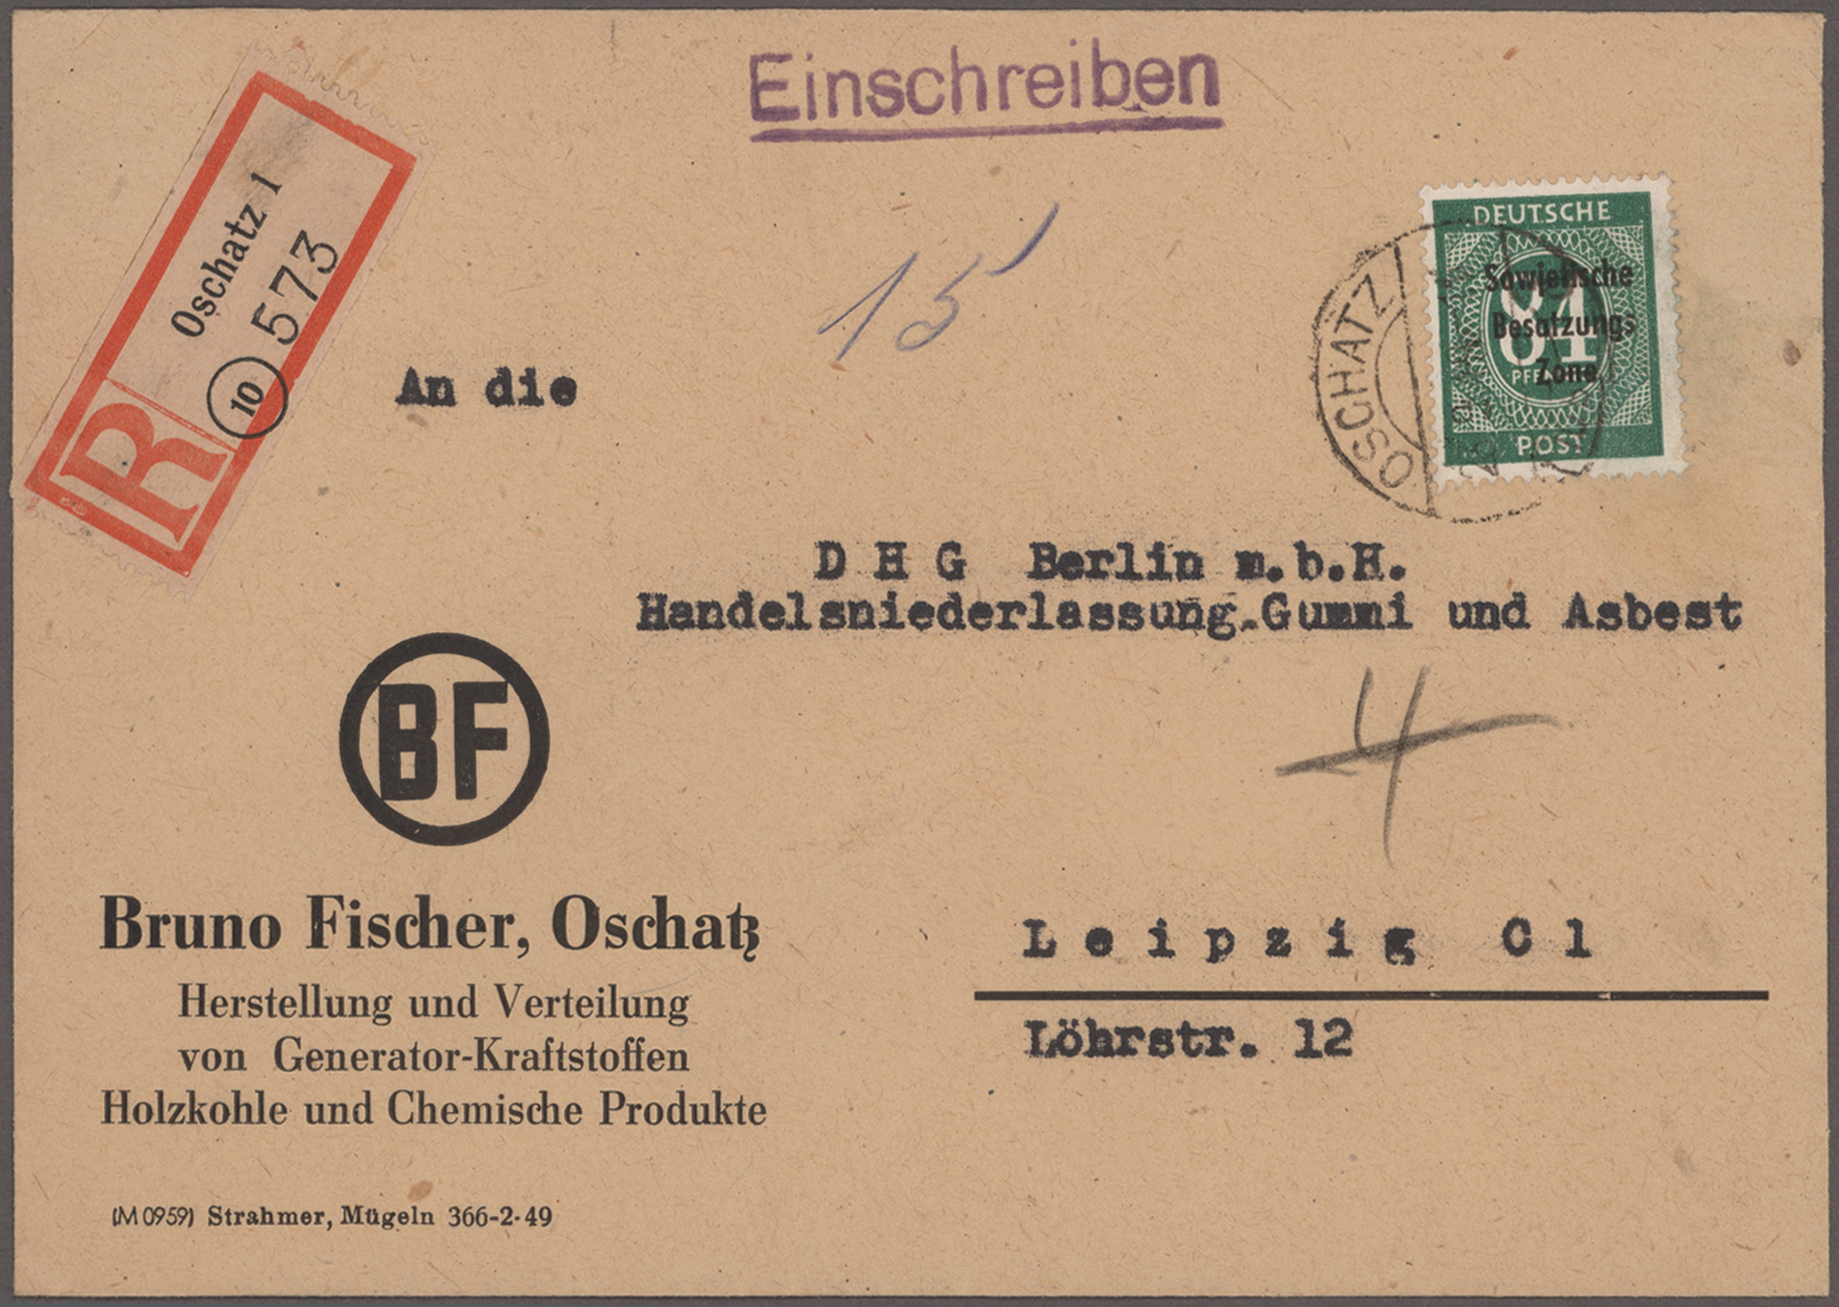 Einschreiben
Oschatz 1
573
10
R
15
DEUTSCHE
Sowjetische
Besatzungs
Zone
84
POST
OSCHATZ
An die
D H G Berlin m.b.H.
Handelsniederlassung.Gummi und Asbest
4
BF
Bruno Fischer, Oschatz
Herstellung und Verteilung
von Generator-Kraftstoffen
Holzkohle und Chemische Produkte
Leipzig C1
Löhrstr. 12
(M0959) Strahmer, Mügeln 366-2-49